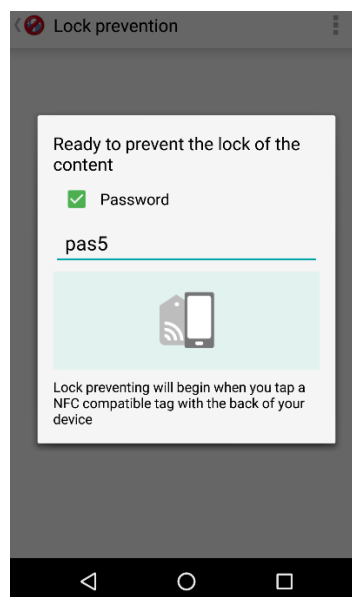 Lock prevention
Ready to prevent the lock of the
content
Password
pas5
Lock preventing will begin when you tap a
NFC compatible tag with the back of your
device